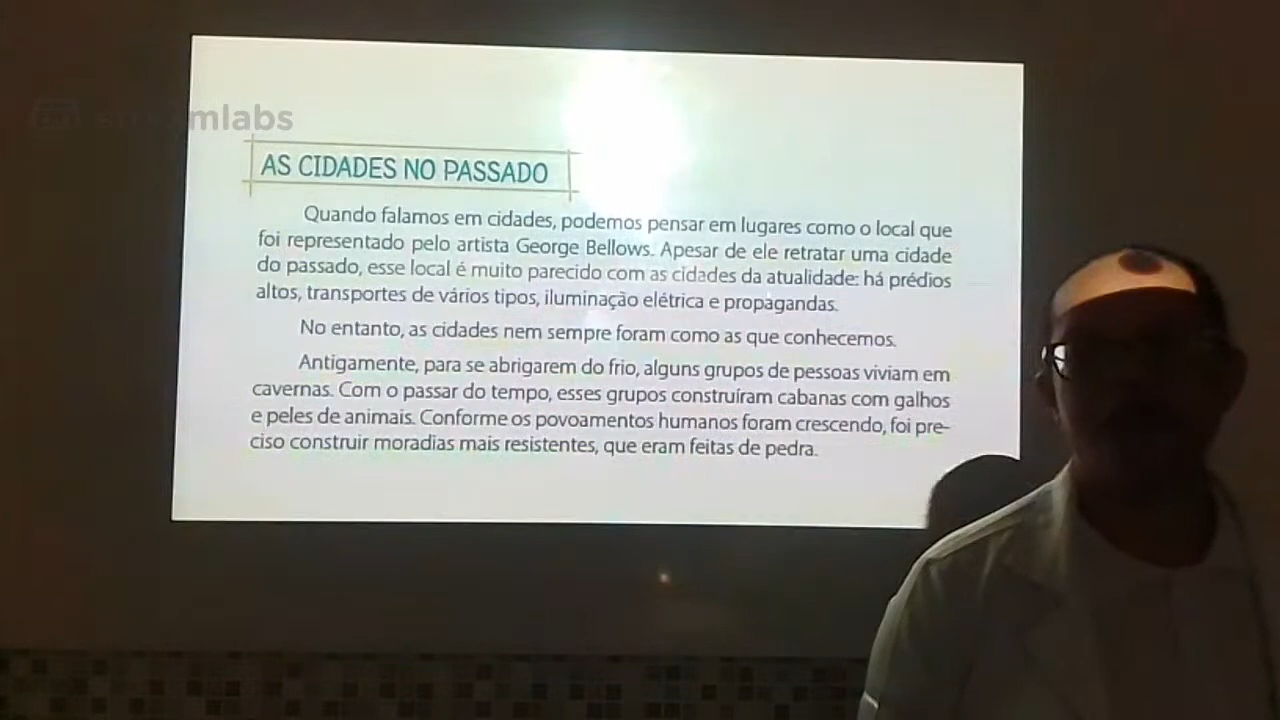 mlabs
AS CIDADES NO PASSADO
Quando falamos em cidades, podemos pensar em lugares como o local que
foi representado pelo artista George Bellows. Apesar de ele retratar uma cidade
do passado, esse local é muito parecido com as cidades da atualidade: há prédios
altos, transportes de vários tipos, iluminação elétrica e propagandas.
No entanto, as cidades nem sempre foram como as que conhecemos.
Antigamente, para se abrigarem do frio, alguns grupos de pessoas viviam em
cavernas. Com o passar do tempo, esses grupos construíram cabanas com galhos
e peles de animais. Conforme os povoamentos humanos foram crescendo, foi pre-
ciso construir moradias mais resistentes, que eram feitas de pedra.